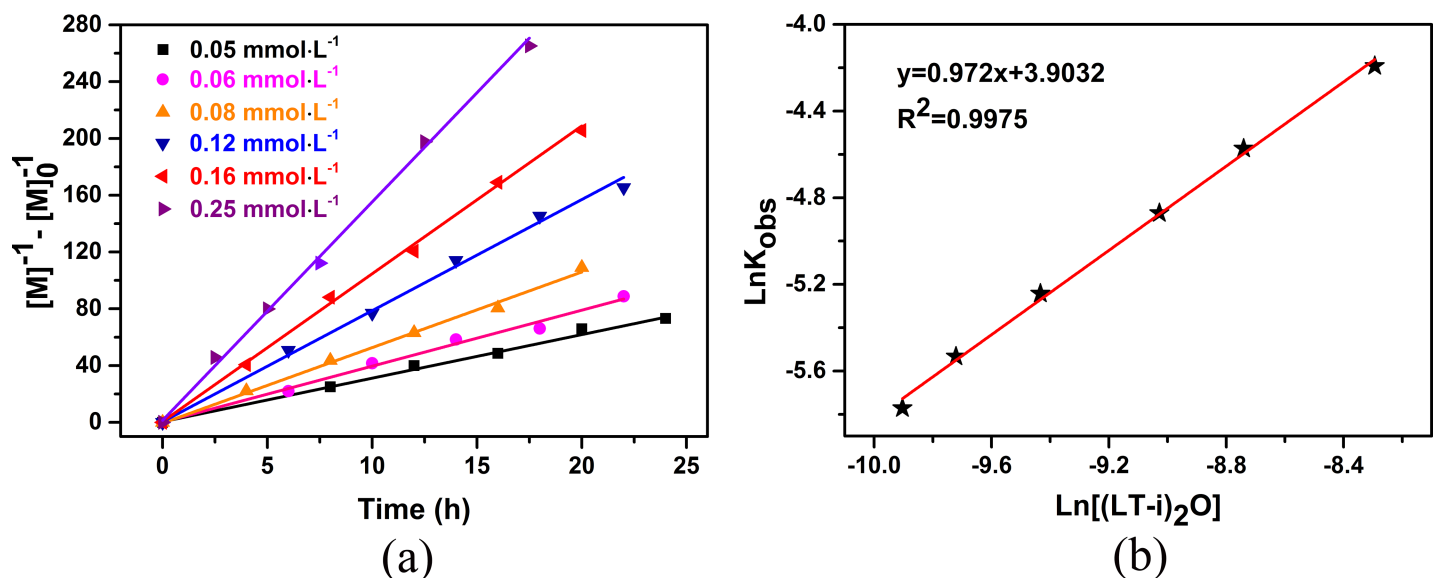 280
240
200
160
120
80
40
0
[M]⁻¹ - [M]₀⁻¹
0.05 mmol·L⁻¹
0.06 mmol·L⁻¹
0.08 mmol·L⁻¹
0.12 mmol·L⁻¹
0.16 mmol·L⁻¹
0.25 mmol·L⁻¹
0 5 10 15 20 25
Time (h)
(a)
-4.0
-4.4
-4.8
-5.2
-5.6
LnK_obs
y=0.972x+3.9032
R²=0.9975
-10.0 -9.6 -9.2 -8.8 -8.4
Ln[(LT-i)₂O]
(b)